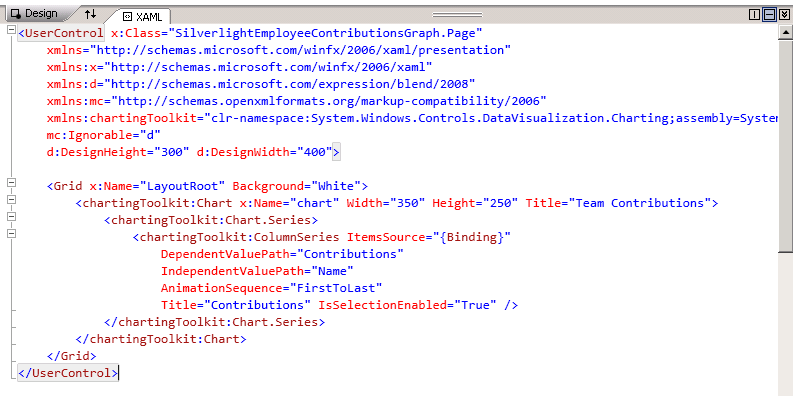 Design XAML
<UserControl x:Class="SilverlightEmployeeContributionsGraph.Page"
xmlns="http://schemas.microsoft.com/winfx/2006/xaml/presentation"
xmlns:x="http://schemas.microsoft.com/winfx/2006/xaml"
xmlns:d="http://schemas.microsoft.com/expression/blend/2008"
xmlns:mc="http://schemas.openxmlformats.org/markup-compatibility/2006"
xmlns:chartingToolkit="clr-namespace:System.Windows.Controls.DataVisualization.Charting;assembly=System
mc:Ignorable="d"
d:DesignHeight="300" d:DesignWidth="400">
<Grid x:Name="LayoutRoot" Background="White">
<chartingToolkit:Chart x:Name="chart" Width="350" Height="250" Title="Team Contributions">
<chartingToolkit:Chart.Series>
<chartingToolkit:ColumnSeries ItemsSource="{Binding}"
DependentValuePath="Contributions"
IndependentValuePath="Name"
AnimationSequence="FirstToLast"
Title="Contributions" IsSelectionEnabled="True" />
</chartingToolkit:Chart.Series>
</chartingToolkit:Chart>
</Grid>
</UserControl>